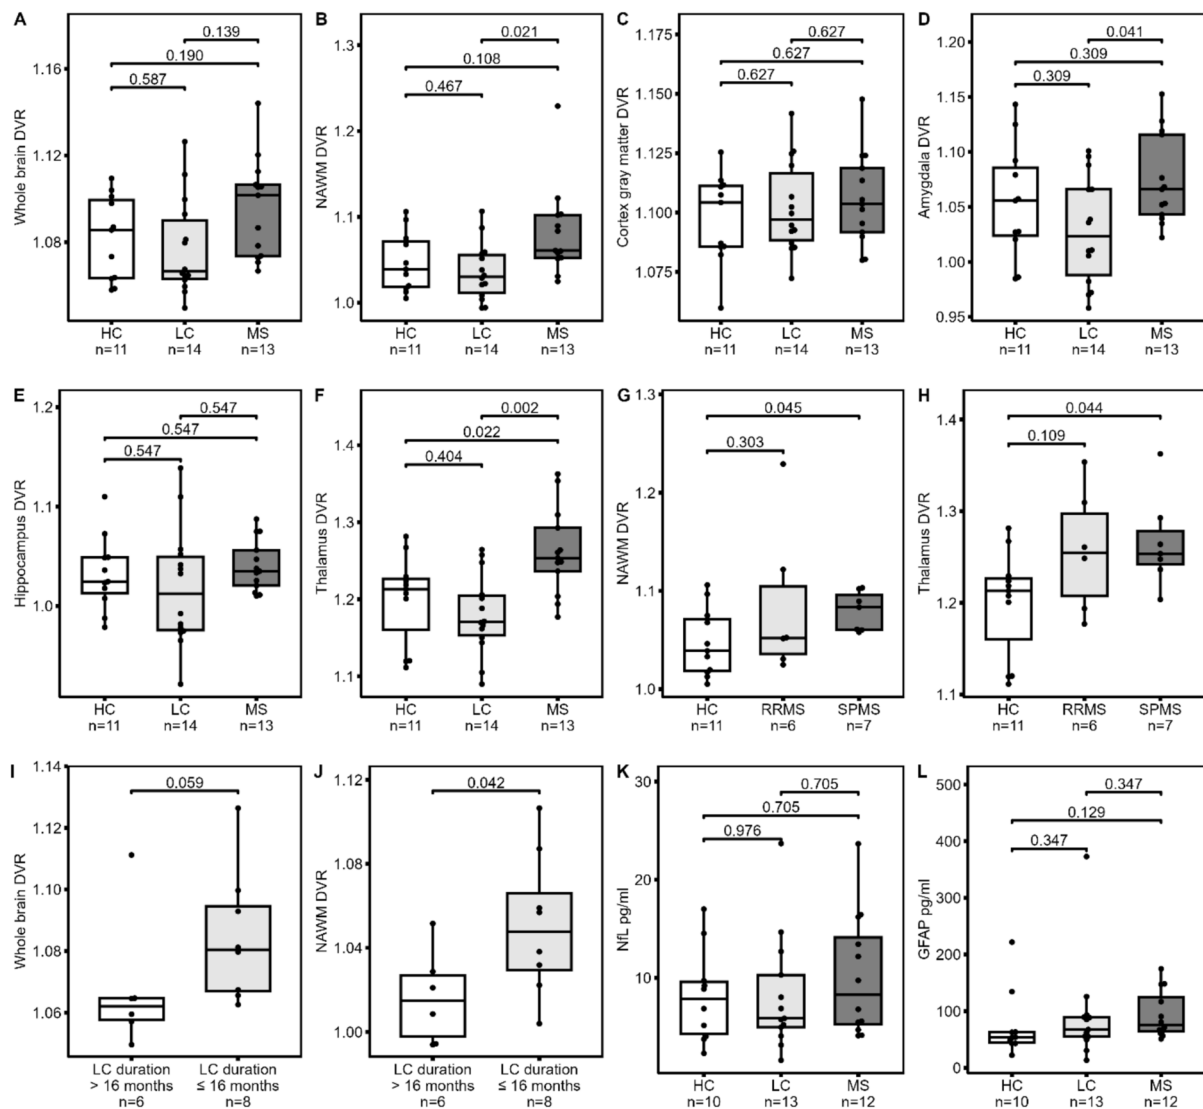 A
Whole brain DVR
1.16
1.12
1.08
0.139
0.190
0.587
HC
n=11
LC
n=14
MS
n=13
B
NAWM DVR
1.3
1.2
1.1
1.0
0.021
0.108
0.467
HC
n=11
LC
n=14
MS
n=13
C
Cortex gray matter DVR
1.175
1.150
1.125
1.100
1.075
0.627
0.627
0.627
HC
n=11
LC
n=14
MS
n=13
D
Amygdala DVR
1.20
1.15
1.10
1.05
1.00
0.95
0.041
0.309
0.309
HC
n=11
LC
n=14
MS
n=13
E
Hippocampus DVR
1.2
1.1
1.0
0.547
0.547
0.547
HC
n=11
LC
n=14
MS
n=13
F
Thalamus DVR
1.4
1.3
1.2
1.1
0.002
0.022
0.404
HC
n=11
LC
n=14
MS
n=13
G
NAWM DVR
1.3
1.2
1.1
1.0
0.045
0.303
HC
n=11
RRMS
n=6
SPMS
n=7
H
Thalamus DVR
1.4
1.3
1.2
1.1
0.044
0.109
HC
n=11
RRMS
n=6
SPMS
n=7
I
Whole brain DVR
1.14
1.12
1.10
1.08
1.06
0.059
LC duration
> 16 months
n=6
LC duration
≤ 16 months
n=8
J
NAWM DVR
1.12
1.08
1.04
1.00
0.042
LC duration
> 16 months
n=6
LC duration
≤ 16 months
n=8
K
NfL pg/ml
30
20
10
0.705
0.705
0.976
HC
n=10
LC
n=13
MS
n=12
L
GFAP pg/ml
500
400
300
200
100
0
0.347
0.129
0.347
HC
n=10
LC
n=13
MS
n=12